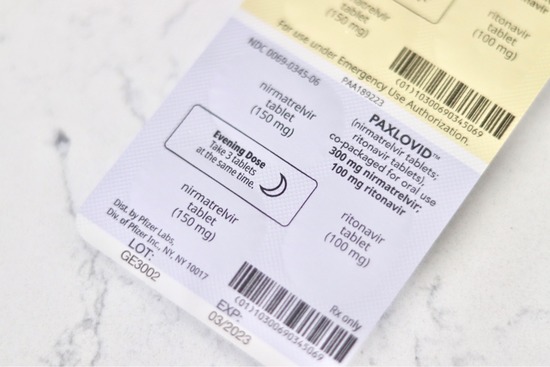 (150 mg)
ritonavir
tablet
(100 mg)
For use under Emergency Use Authorization.
(01)10300690345069
NDC 0069-0345-06
PAA189223
nirmatrelvir
tablet
(150 mg)
PAXLOVID™
(nirmatrelvir tablets;
ritonavir tablets),
co-packaged for oral use
300 mg nirmatrelvir;
100 mg ritonavir
Evening Dose
Take 3 tablets
at the same time.
nirmatrelvir
tablet
(150 mg)
ritonavir
tablet
(100 mg)
Dist. by Pfizer Labs,
Div. of Pfizer Inc., NY, NY 10017
LOT:
GE3002
EXP:
03/2023
Rx only
(01)10300690345069